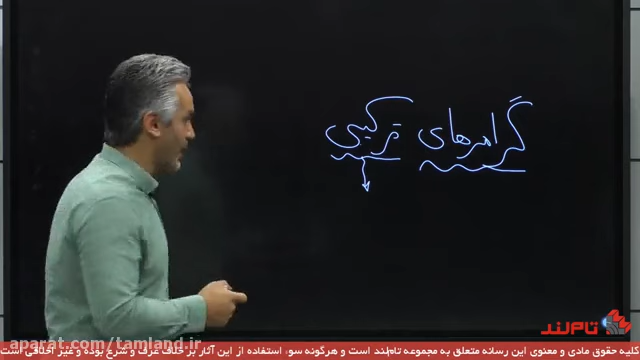 گرامرهای ترکیبی
تام‌لند
aparat.com/tamland.ir
کلیه حقوق مادی و معنوی این رسانه متعلق به مجموعه تام‌لند است و هرگونه سوء استفاده از این آثار بر خلاف عرف و شرع بوده و غیر اخلاقی است